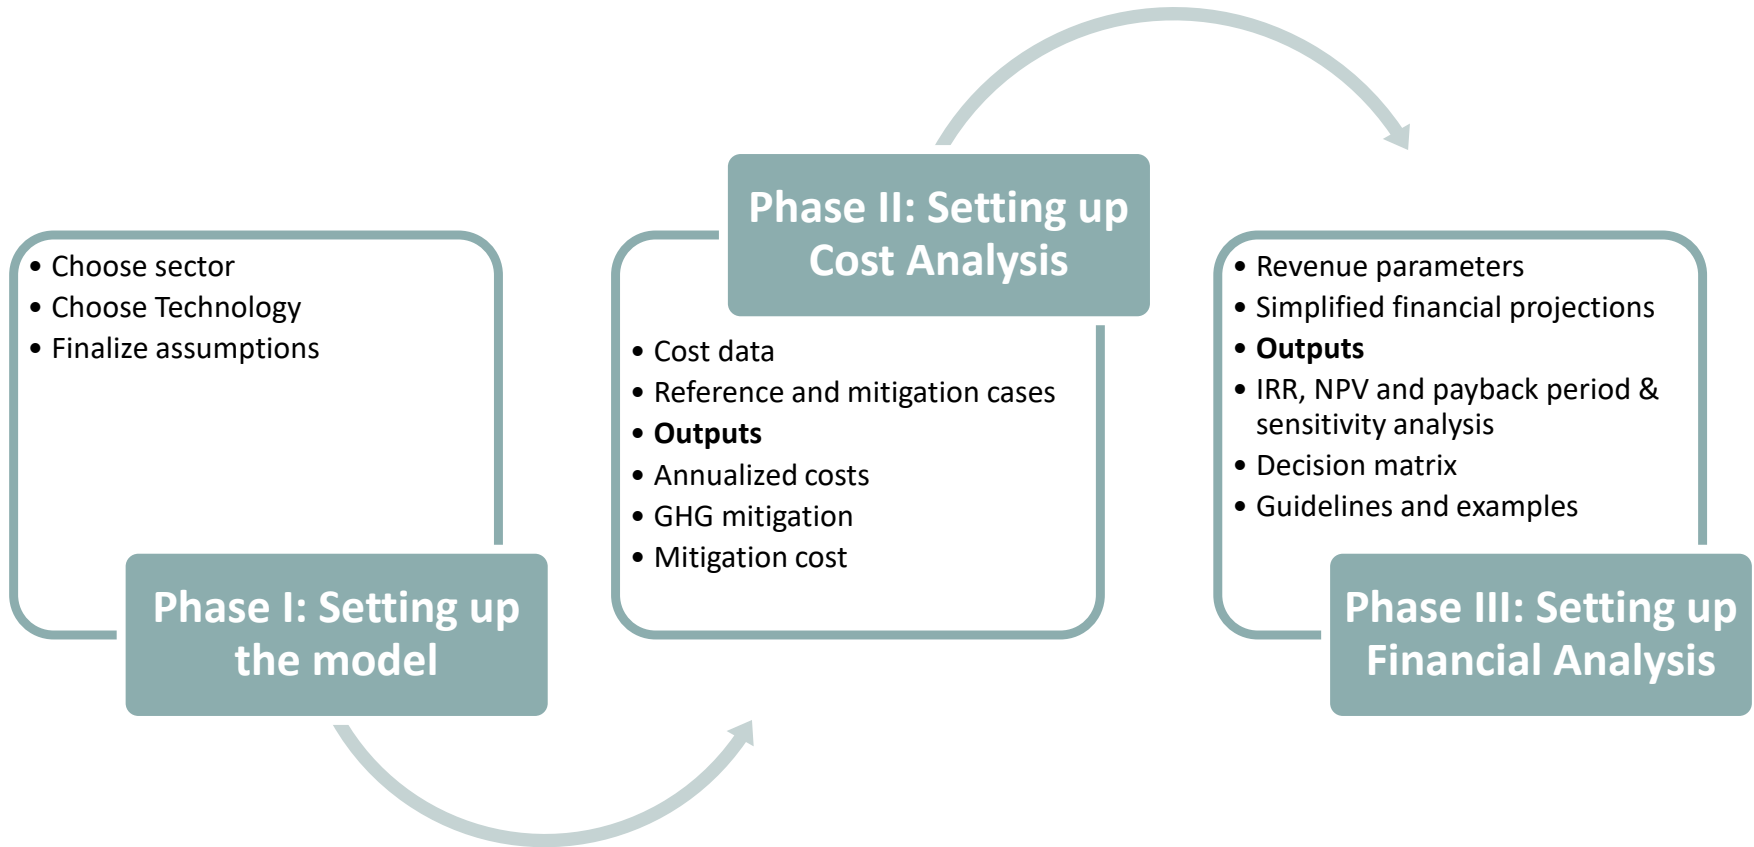 • Choose sector
• Choose Technology
• Finalize assumptions
Phase I: Setting up
the model
Phase II: Setting up
Cost Analysis
• Cost data
• Reference and mitigation cases
• Outputs
• Annualized costs
• GHG mitigation
• Mitigation cost
• Revenue parameters
• Simplified financial projections
• Outputs
• IRR, NPV and payback period &
sensitivity analysis
• Decision matrix
• Guidelines and examples
Phase III: Setting up
Financial Analysis